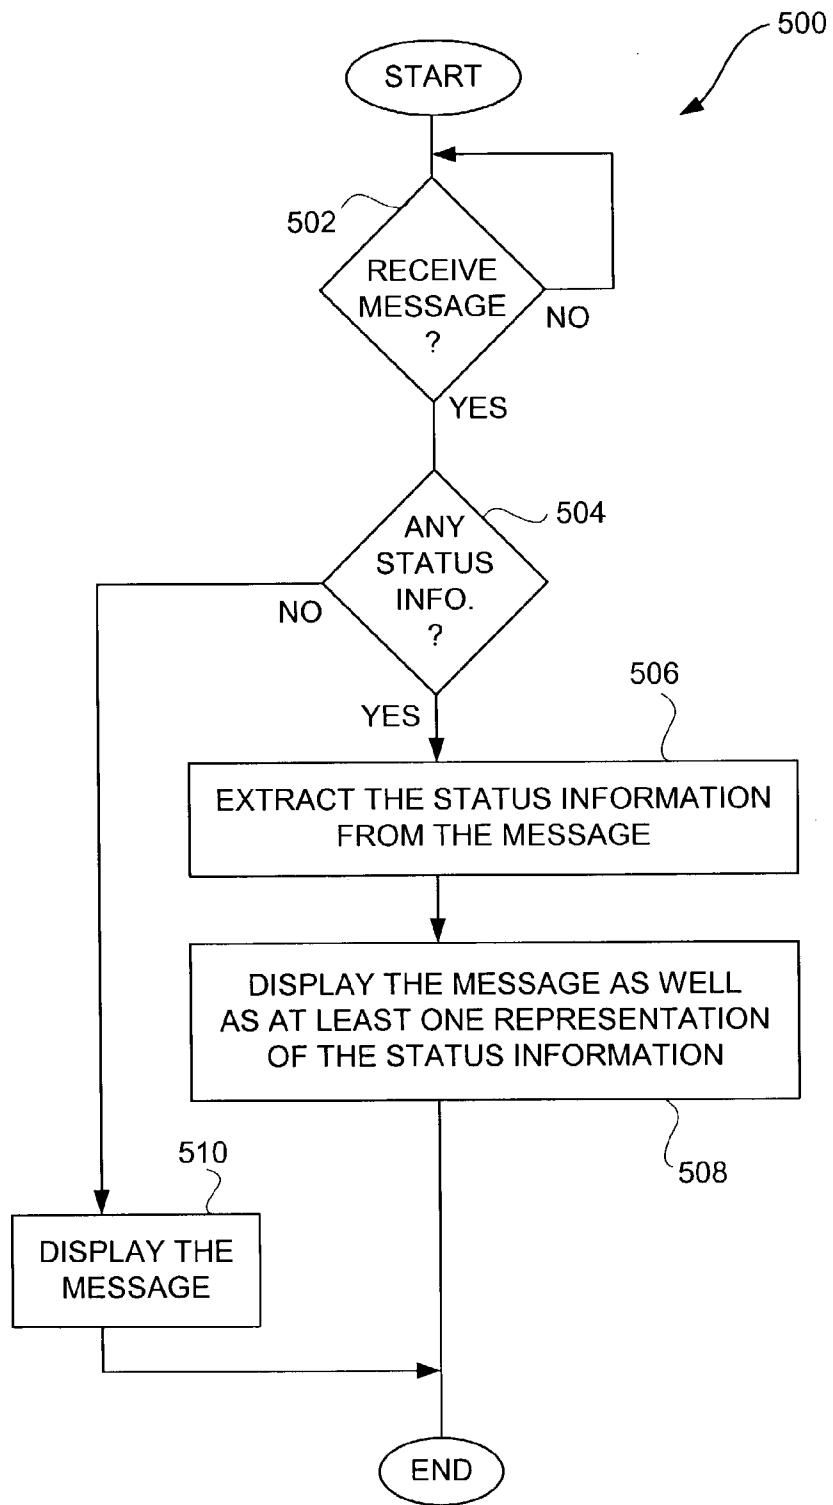 500
START
502
RECEIVE
MESSAGE
?
NO
YES
504
ANY
STATUS
INFO.
?
NO
YES
506
EXTRACT THE STATUS INFORMATION
FROM THE MESSAGE
DISPLAY THE MESSAGE AS WELL
AS AT LEAST ONE REPRESENTATION
OF THE STATUS INFORMATION
508
510
DISPLAY THE
MESSAGE
END